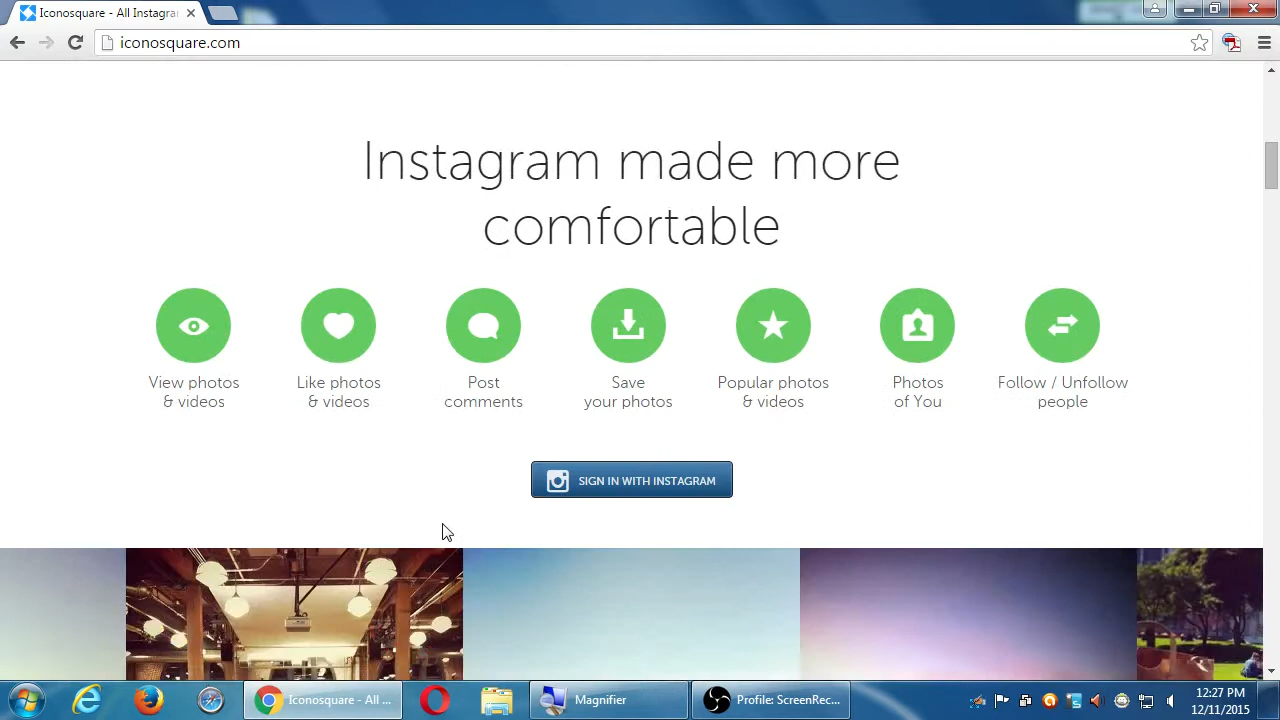 Iconosquare - All Instagra
iconosquare.com
Instagram made more
comfortable
View photos
& videos
Like photos
& videos
Post
comments
Save
your photos
Popular photos
& videos
Photos
of You
Follow / Unfollow
people
SIGN IN WITH INSTAGRAM
Iconosquare - All ...
Magnifier
Profile: ScreenRec...
12:27 PM
12/11/2015